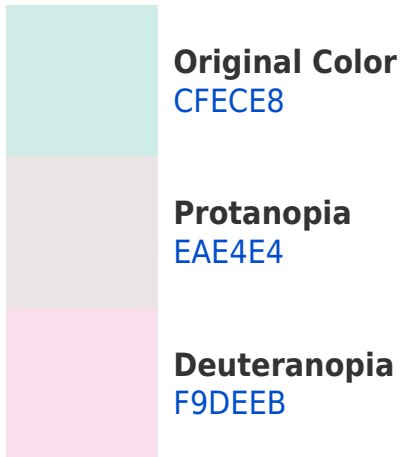 Original Color
CFECE8
Protanopia
EAE4E4
Deuteranopia
F9DEEB